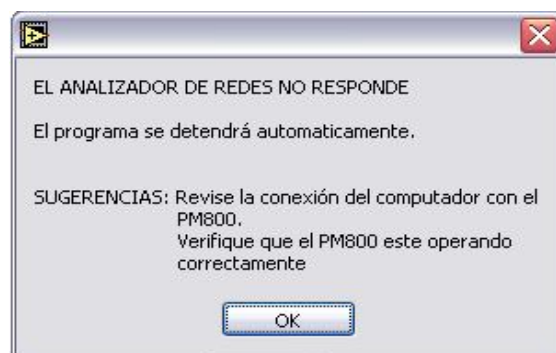 EL ANALIZADOR DE REDES NO RESPONDE
El programa se detendrá automaticamente.
SUGERENCIAS: Revise la conexión del computador con el
PM800.
Verifique que el PM800 este operando
correctamente
OK